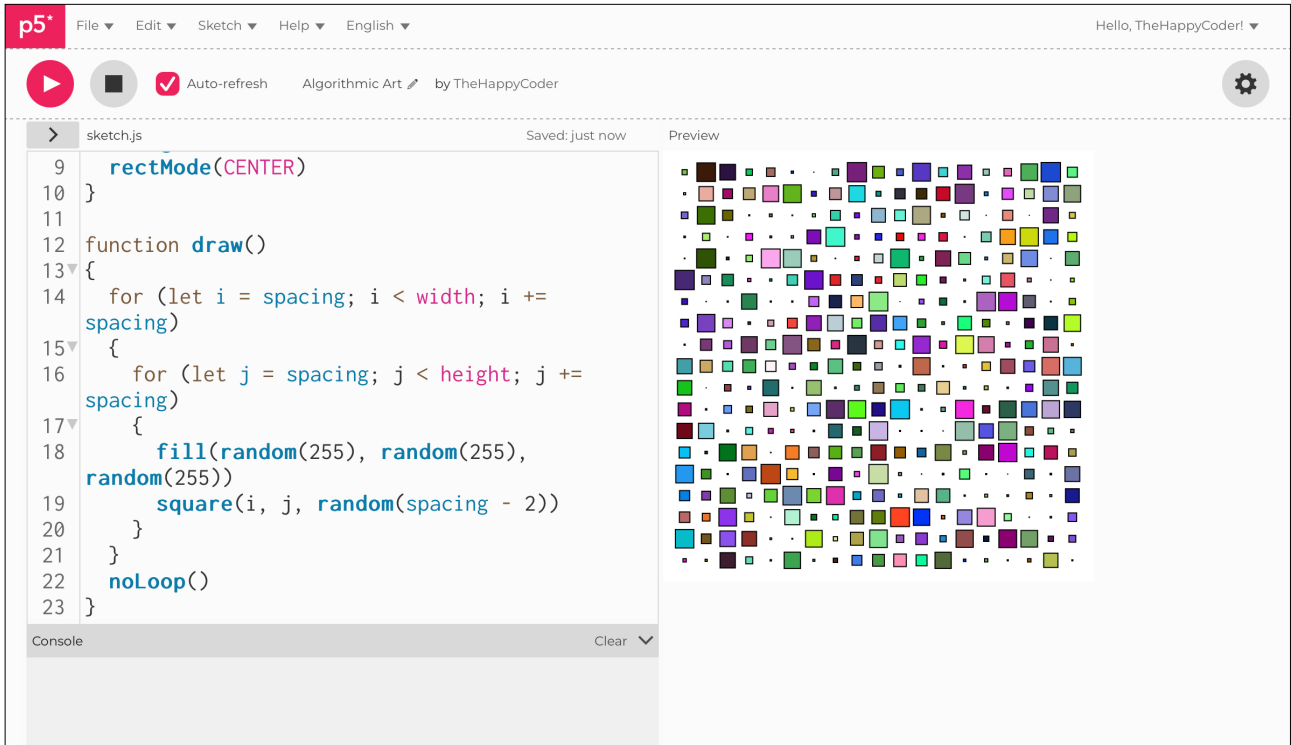 p5* File Edit Sketch Help English Hello, TheHappyCoder!
Auto-refresh Algorithmic Art by TheHappyCoder
sketch.js Saved: just now Preview
9 rectMode(CENTER)
10 }
11
12 function draw()
13 {
14 for (let i = spacing; i < width; i +=
spacing)
15 {
16 for (let j = spacing; j < height; j +=
spacing)
17 {
18 fill(random(255), random(255),
random(255))
19 square(i, j, random(spacing - 2))
20 }
21 }
22 noLoop()
23 }
Console Clear